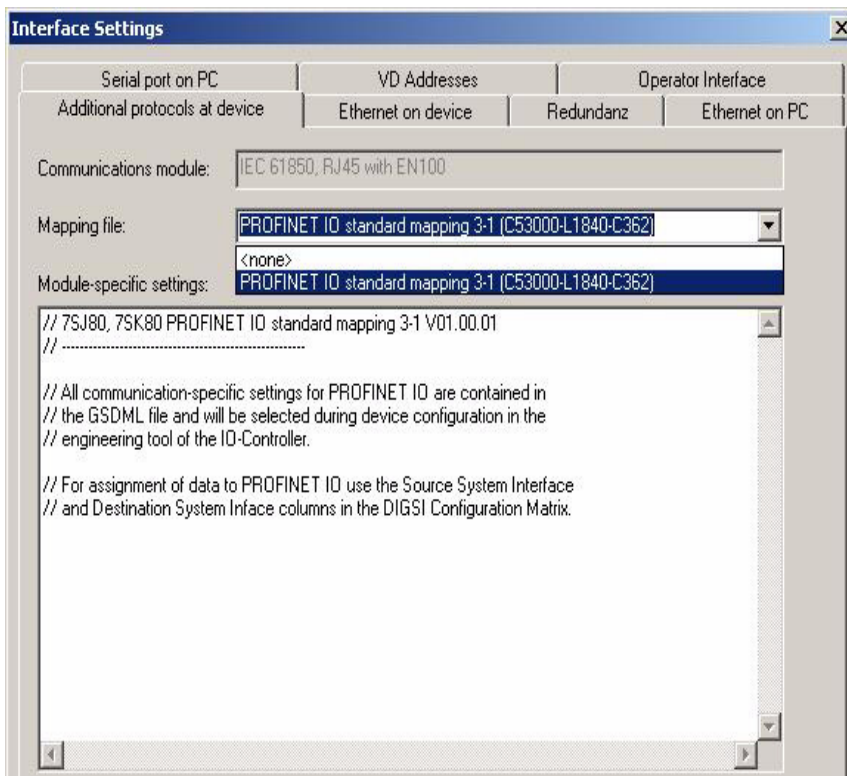 Interface Settings
Serial port on PC
VD Addresses
Operator Interface
Additional protocols at device
Ethernet on device
Redundanz
Ethernet on PC
Communications module:
IEC 61850, RJ45 with EN100
Mapping file:
PROFINET IO standard mapping 3-1 (C53000-L1840-C362)
<none>
PROFINET IO standard mapping 3-1 (C53000-L1840-C362)
Module-specific settings:
// 7SJ80, 7SK80 PROFINET IO standard mapping 3-1 V01.00.01
// -------------------------------------------------------
// All communication-specific settings for PROFINET IO are contained in
// the GSDML file and will be selected during device configuration in the
// engineering tool of the IO-Controller.
// For assignment of data to PROFINET IO use the Source System Interface
// and Destination System Inface columns in the DIGSI Configuration Matrix.